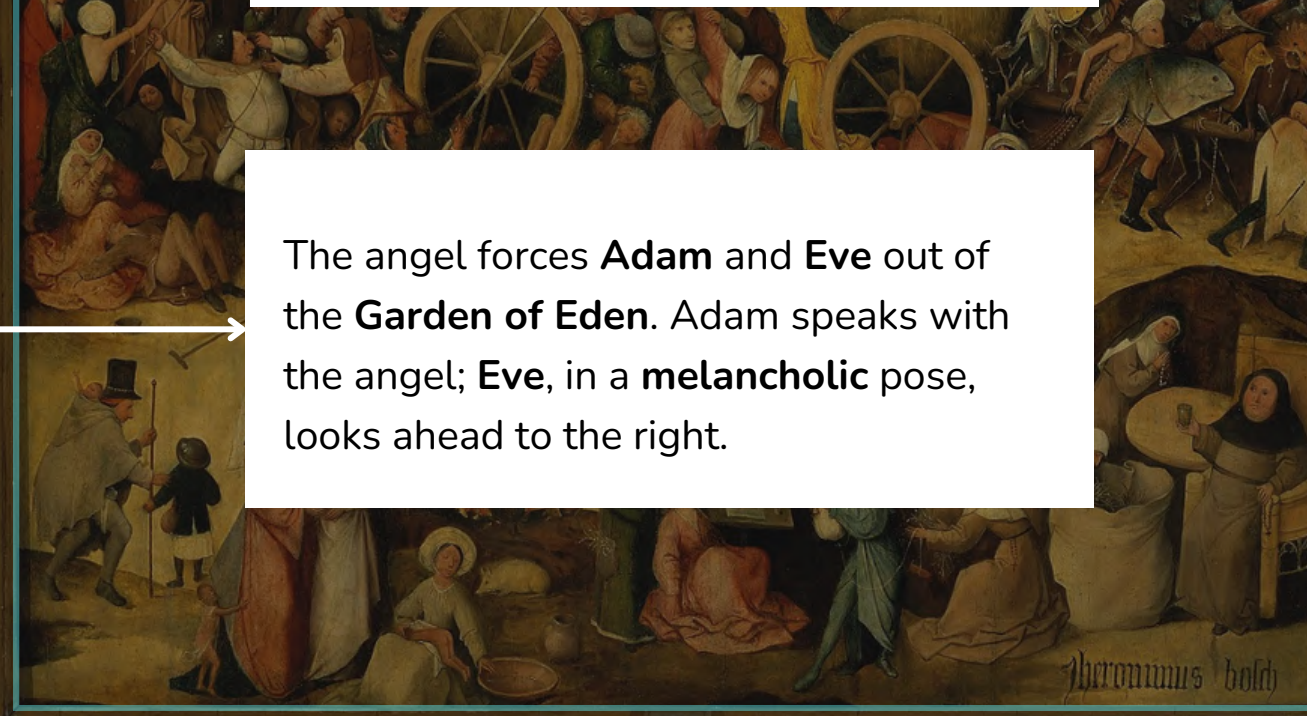 The angel forces Adam and Eve out of
the Garden of Eden. Adam speaks with
the angel; Eve, in a melancholic pose,
looks ahead to the right.
Jheronimus bosch